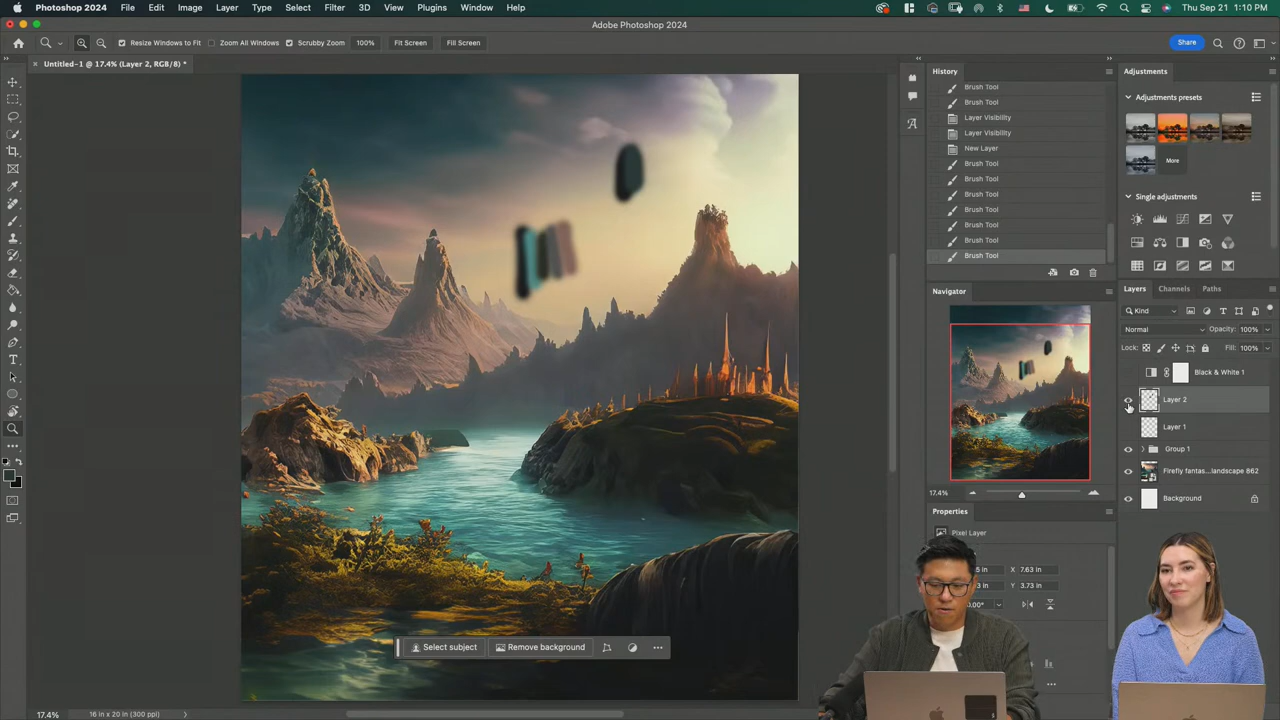 Photoshop 2024 File Edit Image Layer Type Select Filter 3D View Plugins Window Help Thu Sep 21 1:10 PM
Adobe Photoshop 2024
Resize Windows to Fit Zoom All Windows Scrubby Zoom 100% Fit Screen Fill Screen Share
Untitled-1 @ 17.4% (Layer 2, RGB/8) *
History
Brush Tool
Brush Tool
Layer Visibility
Layer Visibility
New Layer
Brush Tool
Brush Tool
Brush Tool
Brush Tool
Brush Tool
Brush Tool
Brush Tool
Navigator
17.4%
Properties
Pixel Layer
X 7.63 in
Y 3.73 in
Adjustments
Adjustments presets
More
Single adjustments
Layers Channels Paths
Kind
Normal Opacity: 100%
Lock: Fill: 100%
Black & White 1
Layer 2
Layer 1
Group 1
Firefly fantas...landscape 862
Background
Select subject Remove background
17.4% 16 in x 20 in (300 ppi)